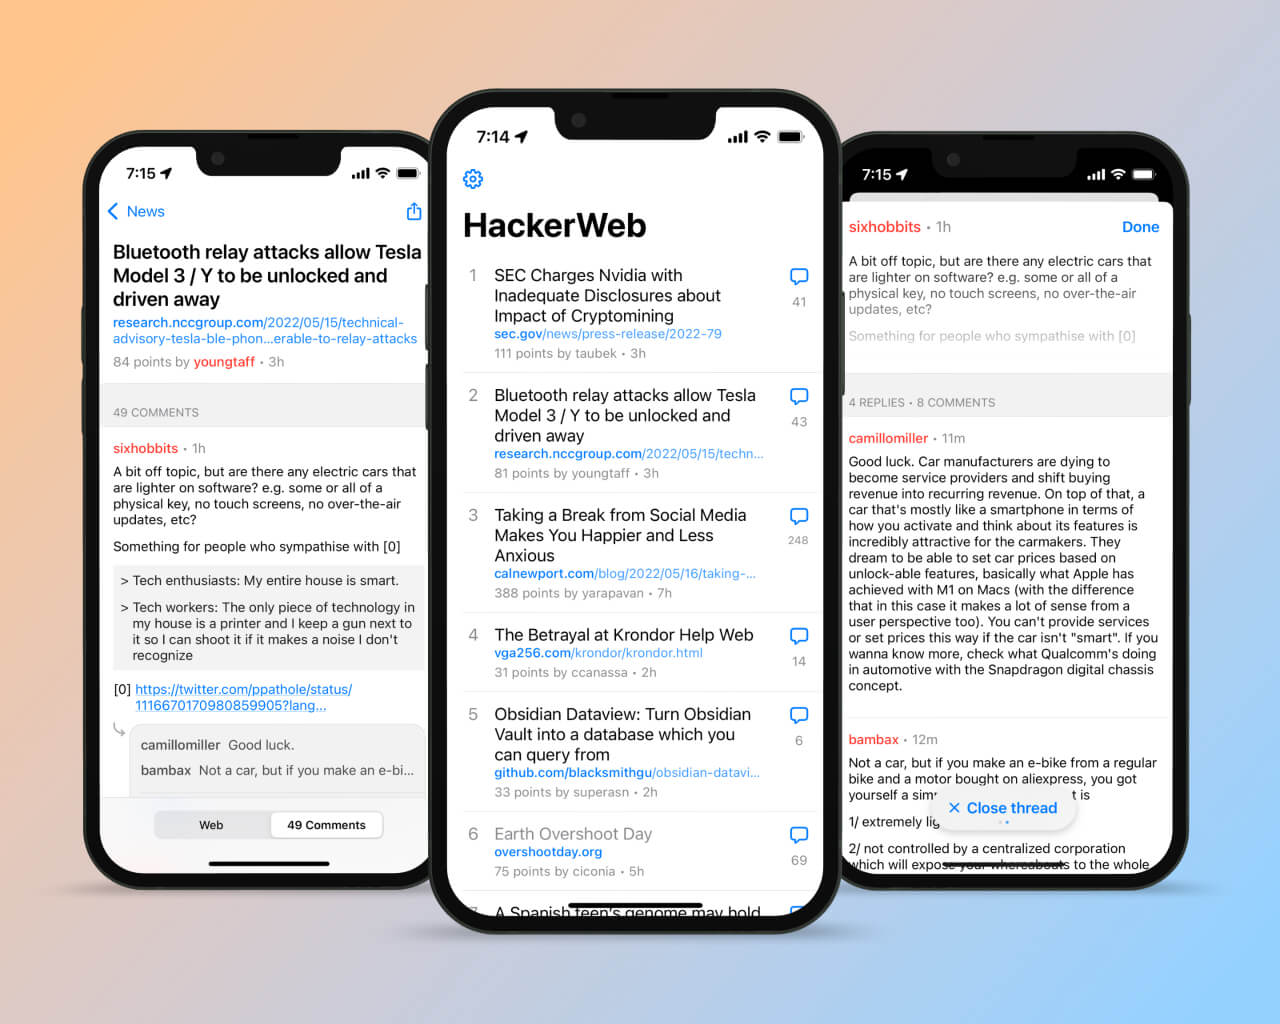 7:15
News
Bluetooth relay attacks allow Tesla
Model 3 / Y to be unlocked and
driven away
research.nccgroup.com/2022/05/15/technical-
advisory-tesla-ble-phon...erable-to-relay-attacks
84 points by youngtaff • 3h
49 COMMENTS
sixhobbits • 1h
A bit off topic, but are there any electric cars that
are lighter on software? e.g. some or all of a
physical key, no touch screens, no over-the-air
updates, etc?
Something for people who sympathise with [0]
> Tech enthusiasts: My entire house is smart.
> Tech workers: The only piece of technology in
my house is a printer and I keep a gun next to
it so I can shoot it if it makes a noise I don't
recognize
[0] https://twitter.com/ppathole/status/
1116670170980859905?lang...
camillomiller Good luck.
bambax Not a car, but if you make an e-bi...
Web
49 Comments
7:14
HackerWeb
1 SEC Charges Nvidia with
Inadequate Disclosures about
Impact of Cryptomining
sec.gov/news/press-release/2022-79
111 points by taubek • 3h
41
2 Bluetooth relay attacks allow Tesla
Model 3 / Y to be unlocked and
driven away
research.nccgroup.com/2022/05/15/techn...
81 points by youngtaff • 3h
43
3 Taking a Break from Social Media
Makes You Happier and Less
Anxious
calnewport.com/blog/2022/05/16/taking-...
388 points by yarapavan • 7h
248
4 The Betrayal at Krondor Help Web
vga256.com/krondor/krondor.html
31 points by ccanassa • 2h
14
5 Obsidian Dataview: Turn Obsidian
Vault into a database which you
can query from
github.com/blacksmithgu/obsidian-datavi...
33 points by superasn • 2h
6
6 Earth Overshoot Day
overshootday.org
75 points by ciconia • 5h
69
7 A Spanish teen's genome may hold
7:15
sixhobbits • 1h
Done
A bit off topic, but are there any electric cars that
are lighter on software? e.g. some or all of a
physical key, no touch screens, no over-the-air
updates, etc?
Something for people who sympathise with [0]
4 REPLIES • 8 COMMENTS
camillomiller • 11m
Good luck. Car manufacturers are dying to
become service providers and shift buying
revenue into recurring revenue. On top of that, a
car that's mostly like a smartphone in terms of
how you activate and think about its features is
incredibly attractive for the carmakers. They
dream to be able to set car prices based on
unlock-able features, basically what Apple has
achieved with M1 on Macs (with the difference
that in this case it makes a lot of sense from a
user perspective too). You can't provide services
or set prices this way if the car isn't "smart". If you
wanna know more, check what Qualcomm's doing
in automotive with the Snapdragon digital chassis
concept.
bambax • 12m
Not a car, but if you make an e-bike from a regular
bike and a motor bought on aliexpress, you got
yourself a is
1/ extremely
Close thread
2/ not controlled by a centralized corporation
which will expose your whereabouts to the whole